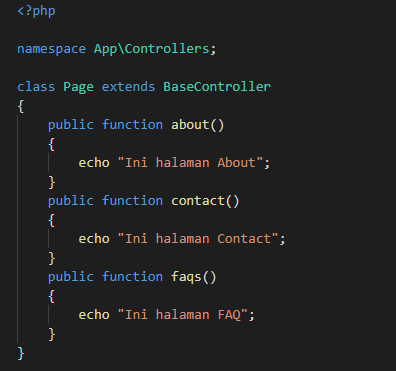 <?php
namespace App\Controllers;
class Page extends BaseController
{
    public function about()
    {
        echo "Ini halaman About";
    }
    public function contact()
    {
        echo "Ini halaman Contact";
    }
    public function faqs()
    {
        echo "Ini halaman FAQ";
    }
}